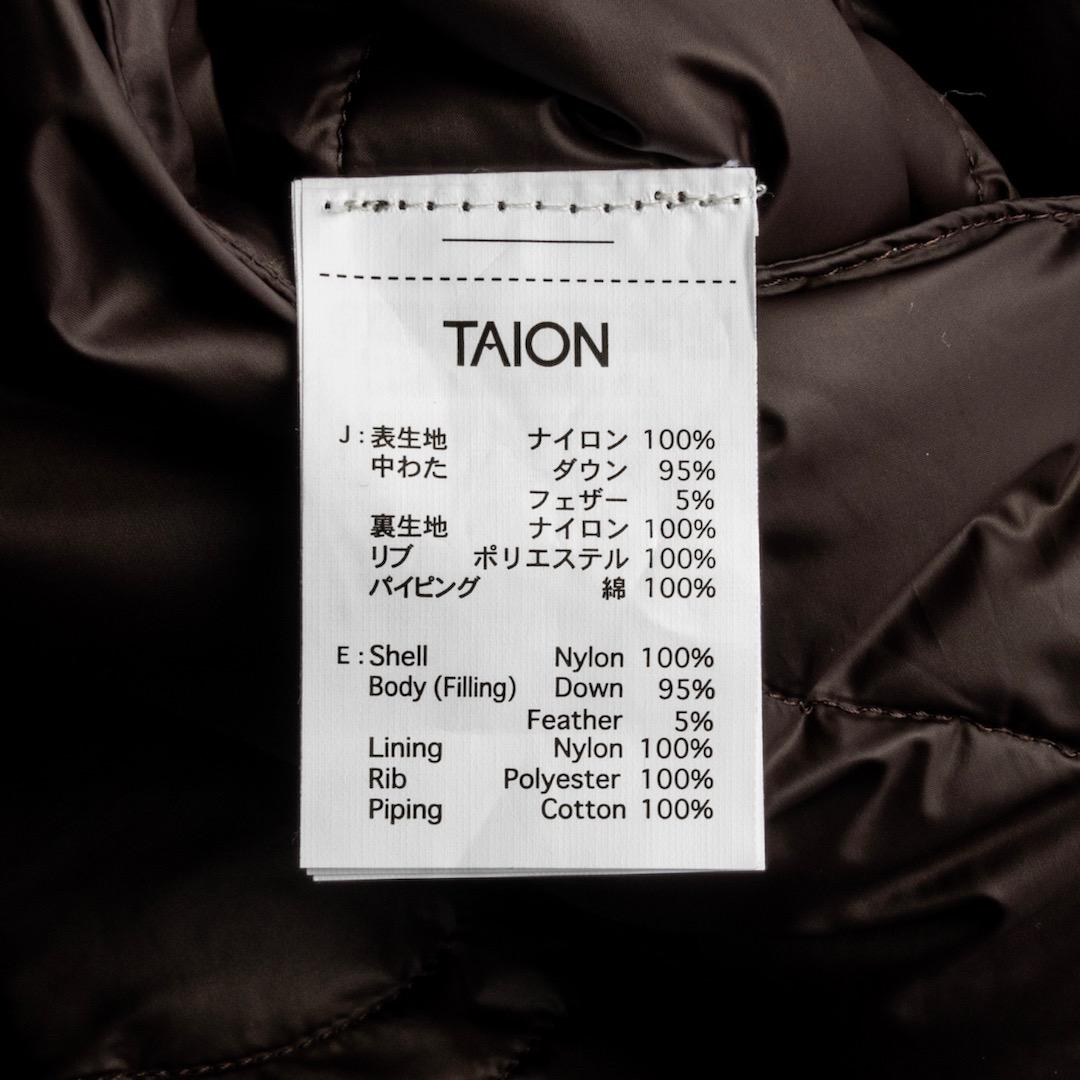 TAION
J : 表生地 ナイロン 100%
中わた ダウン 95%
フェザー 5%
裏生地 ナイロン 100%
リブ ポリエステル 100%
パイピング 綿 100%
E : Shell Nylon 100%
Body (Filling) Down 95%
Feather 5%
Lining Nylon 100%
Rib Polyester 100%
Piping Cotton 100%